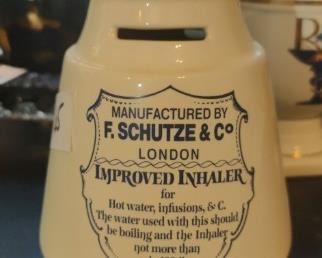 MANUFACTURED BY
F. SCHUTZE & Co
LONDON
IMPROVED INHALER
for
Hot water, infusions, & C.
The water used with this should
be boiling and the Inhaler
not more than